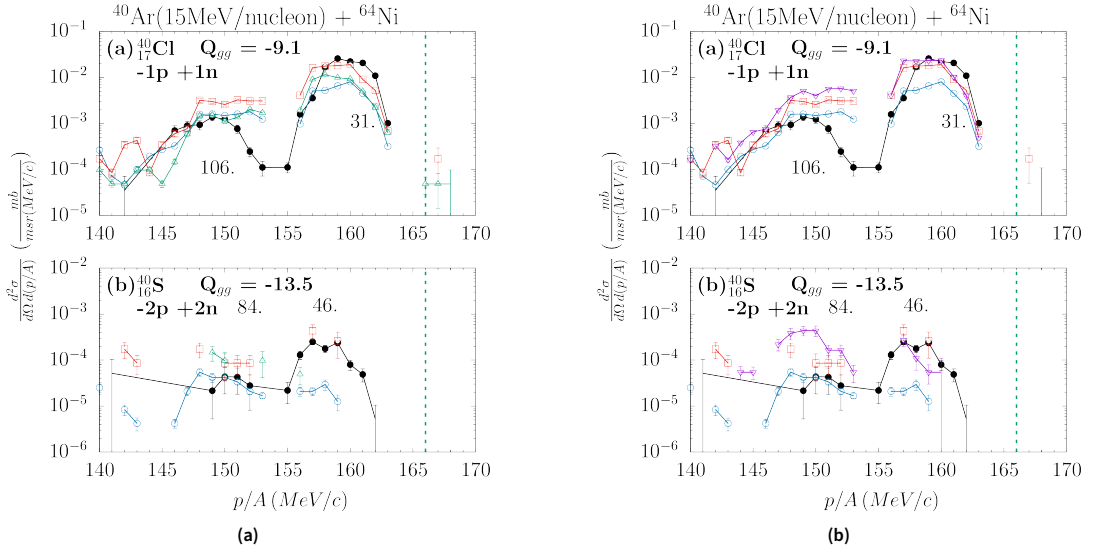 ⁴⁰Ar(15MeV/nucleon) + ⁶⁴Ni
10⁻¹
(a) ⁴⁰₁₇Cl Q_gg = -9.1
-1p +1n
10⁻²
10⁻³
31.
106.
10⁻⁴
10⁻⁵
140 145 150 155 160 165 170
10⁻²
(b) ⁴⁰₁₆S Q_gg = -13.5
-2p +2n 84. 46.
10⁻³
10⁻⁴
10⁻⁵
10⁻⁶
140 145 150 155 160 165 170
d²σ/dΩ d(p/A) (mb/msr(MeV/c))
p/A (MeV/c)
(a)
⁴⁰Ar(15MeV/nucleon) + ⁶⁴Ni
10⁻¹
(a) ⁴⁰₁₇Cl Q_gg = -9.1
-1p +1n
10⁻²
10⁻³
31.
106.
10⁻⁴
10⁻⁵
140 145 150 155 160 165 170
10⁻²
(b) ⁴⁰₁₆S Q_gg = -13.5
-2p +2n 84. 46.
10⁻³
10⁻⁴
10⁻⁵
10⁻⁶
140 145 150 155 160 165 170
d²σ/dΩ d(p/A) (mb/msr(MeV/c))
p/A (MeV/c)
(b)